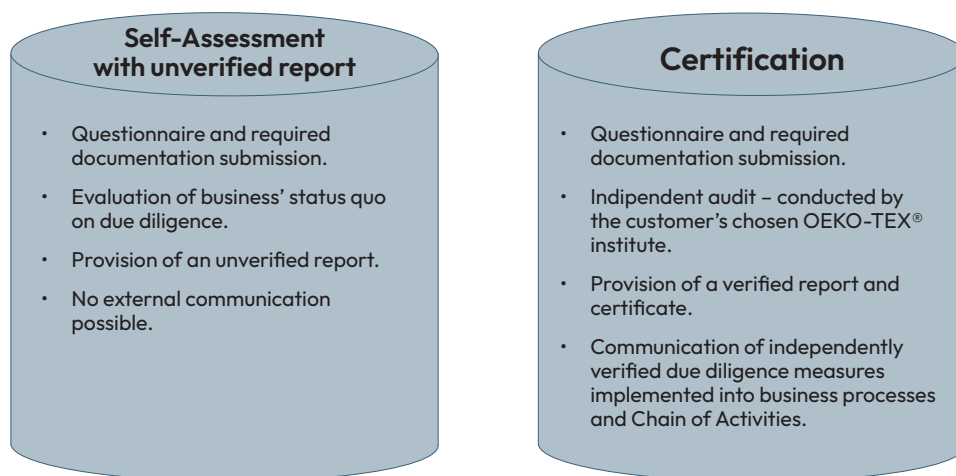 Self-Assessment
with unverified report
• Questionnaire and required
documentation submission.
• Evaluation of business' status quo
on due diligence.
• Provision of an unverified report.
• No external communication
possible.
Certification
• Questionnaire and required
documentation submission.
• Indipendent audit – conducted by
the customer's chosen OEKO-TEX®
institute.
• Provision of a verified report and
certificate.
• Communication of independently
verified due diligence measures
implemented into business processes
and Chain of Activities.